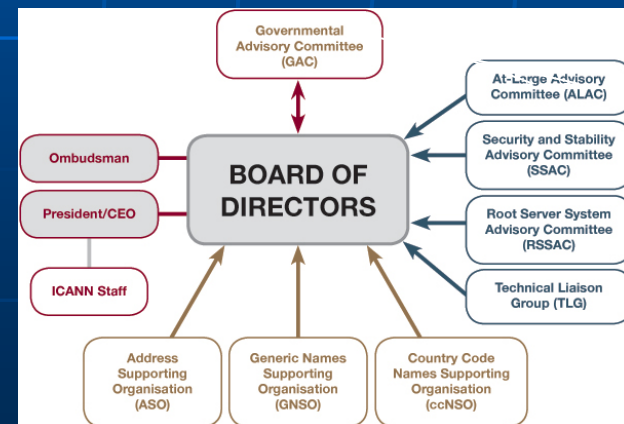 Governmental
Advisory Committee
(GAC)
At-Large Advisory
Committee (ALAC)
Ombudsman
Security and Stability
Advisory Committee
(SSAC)
BOARD OF
DIRECTORS
President/CEO
Root Server System
Advisory Committee
(RSSAC)
ICANN Staff
Technical Liaison
Group (TLG)
Address
Supporting
Organisation
(ASO)
Generic Names
Supporting
Organisation
(GNSO)
Country Code
Names Supporting
Organisation
(ccNSO)